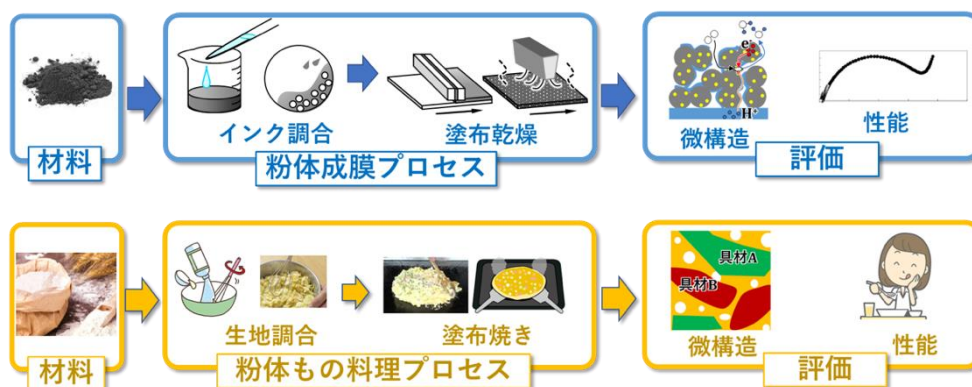 インク調合
塗布乾燥
e⁻
H⁺
微構造
性能
材料
粉体成膜プロセス
評価
具材A
具材B
生地調合
塗布焼き
微構造
性能
材料
粉体もの料理プロセス
評価